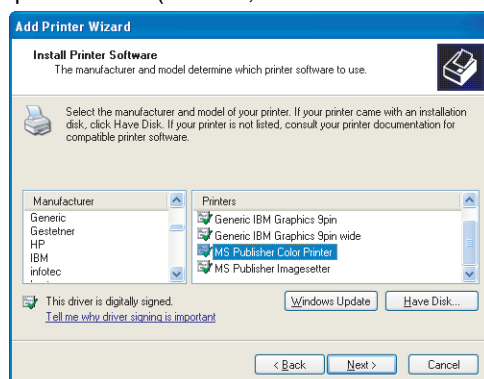 Add Printer Wizard
Install Printer Software
The manufacturer and model determine which printer software to use.
Select the manufacturer and model of your printer. If your printer came with an installation
disk, click Have Disk. If your printer is not listed, consult your printer documentation for
compatible printer software.
Manufacturer
Generic
Gestetner
HP
IBM
infotec
Printers
Generic IBM Graphics 9pin
Generic IBM Graphics 9pin wide
MS Publisher Color Printer
MS Publisher Imagesetter
This driver is digitally signed.
Tell me why driver signing is important
Windows Update
Have Disk...
< Back
Next >
Cancel